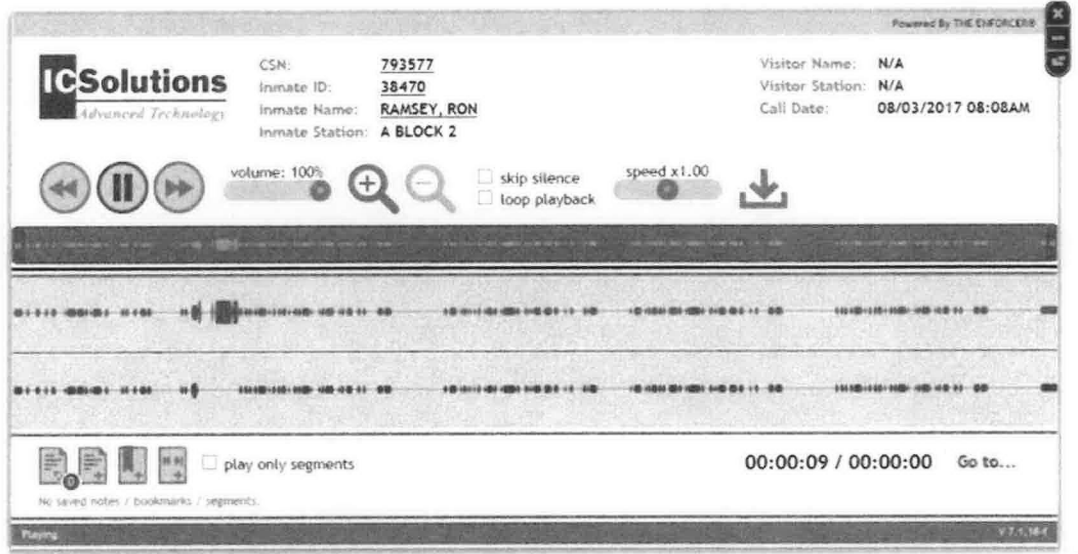 Powered By THE ENFORCER®
ICSolutions
Advanced Technology
CSN: 793577
Inmate ID: 38470
Inmate Name: RAMSEY, RON
Inmate Station: A BLOCK 2
Visitor Name: N/A
Visitor Station: N/A
Call Date: 08/03/2017 08:08AM
volume: 100%
skip silence
loop playback
speed x1.00
0
play only segments
00:00:09 / 00:00:00 Go to...
No saved notes / bookmarks / segments.
Playing